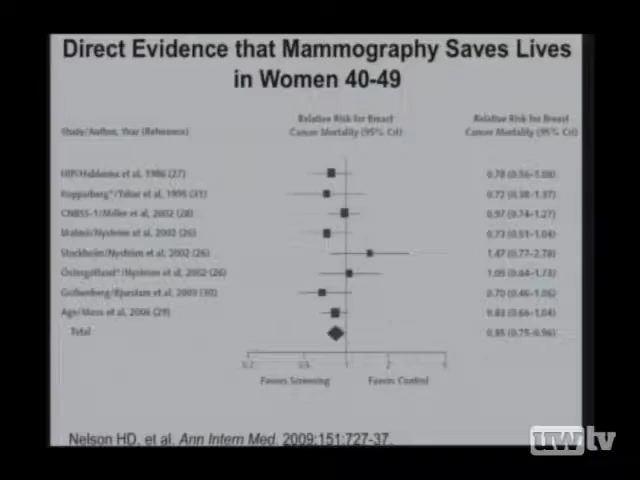 Direct Evidence that Mammography Saves Lives
in Women 40-49
Relative Risk for Breast Relative Risk for Breast
Study/Author, Year (Reference) Cancer Mortality (95% CrI) Cancer Mortality (95% CrI)
HIP/Habbema et al, 1986 (27) 0.78 (0.56–1.08)
Kopparberg*/Tabar et al, 1995 (31) 0.72 (0.38–1.37)
CNBSS-1/Miller et al, 2002 (28) 0.97 (0.74–1.27)
Malmö/Nyström et al, 2002 (26) 0.73 (0.51–1.04)
Stockholm/Nyström et al, 2002 (26) 1.47 (0.77–2.78)
Östergötland*/Nyström et al, 2002 (26) 1.05 (0.64–1.73)
Gothenburg/Bjurstam et al, 2003 (30) 0.70 (0.46–1.06)
Age/Moss et al, 2006 (29) 0.83 (0.66–1.04)
Total 0.85 (0.75–0.96)
0.2 0.5 1 2 5
Favors Screening Favors Control
Nelson HD, et al. Ann Intern Med. 2009;151:727-37.
uwtv